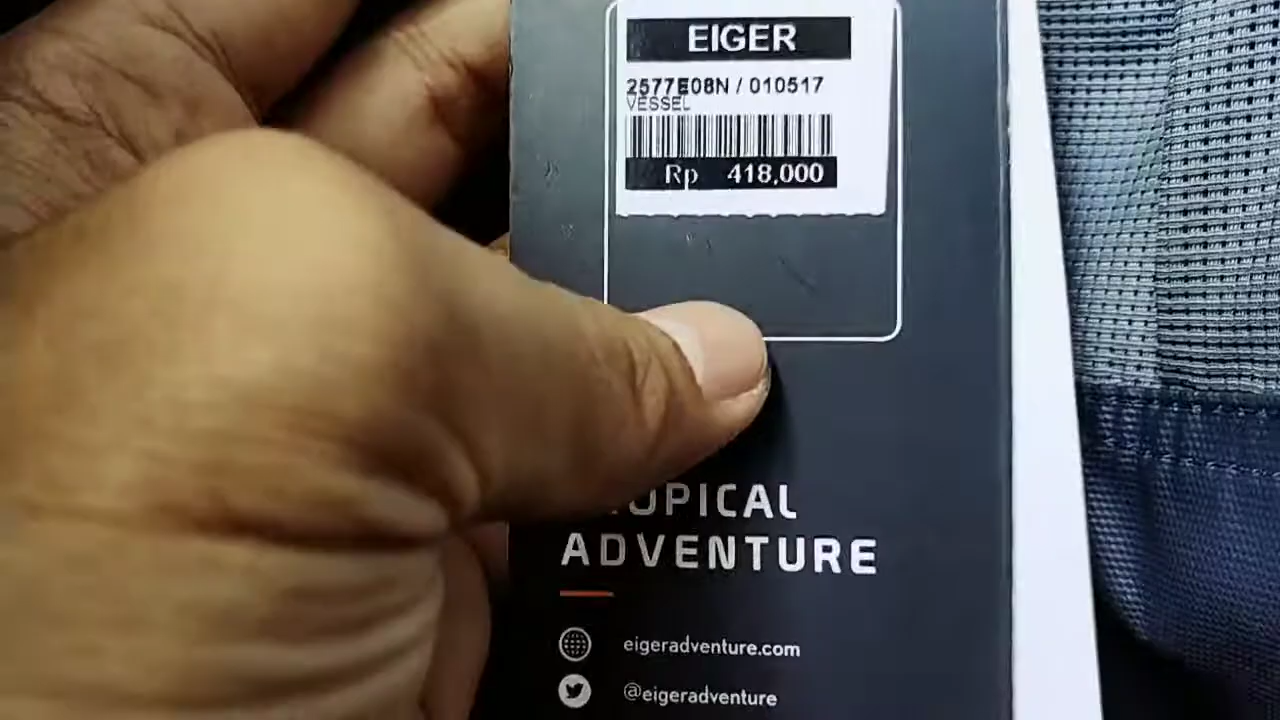 EIGER
2577E08N / 010517
VESSEL
Rp 418,000
OPICAL
ADVENTURE
eigeradventure.com
@eigeradventure